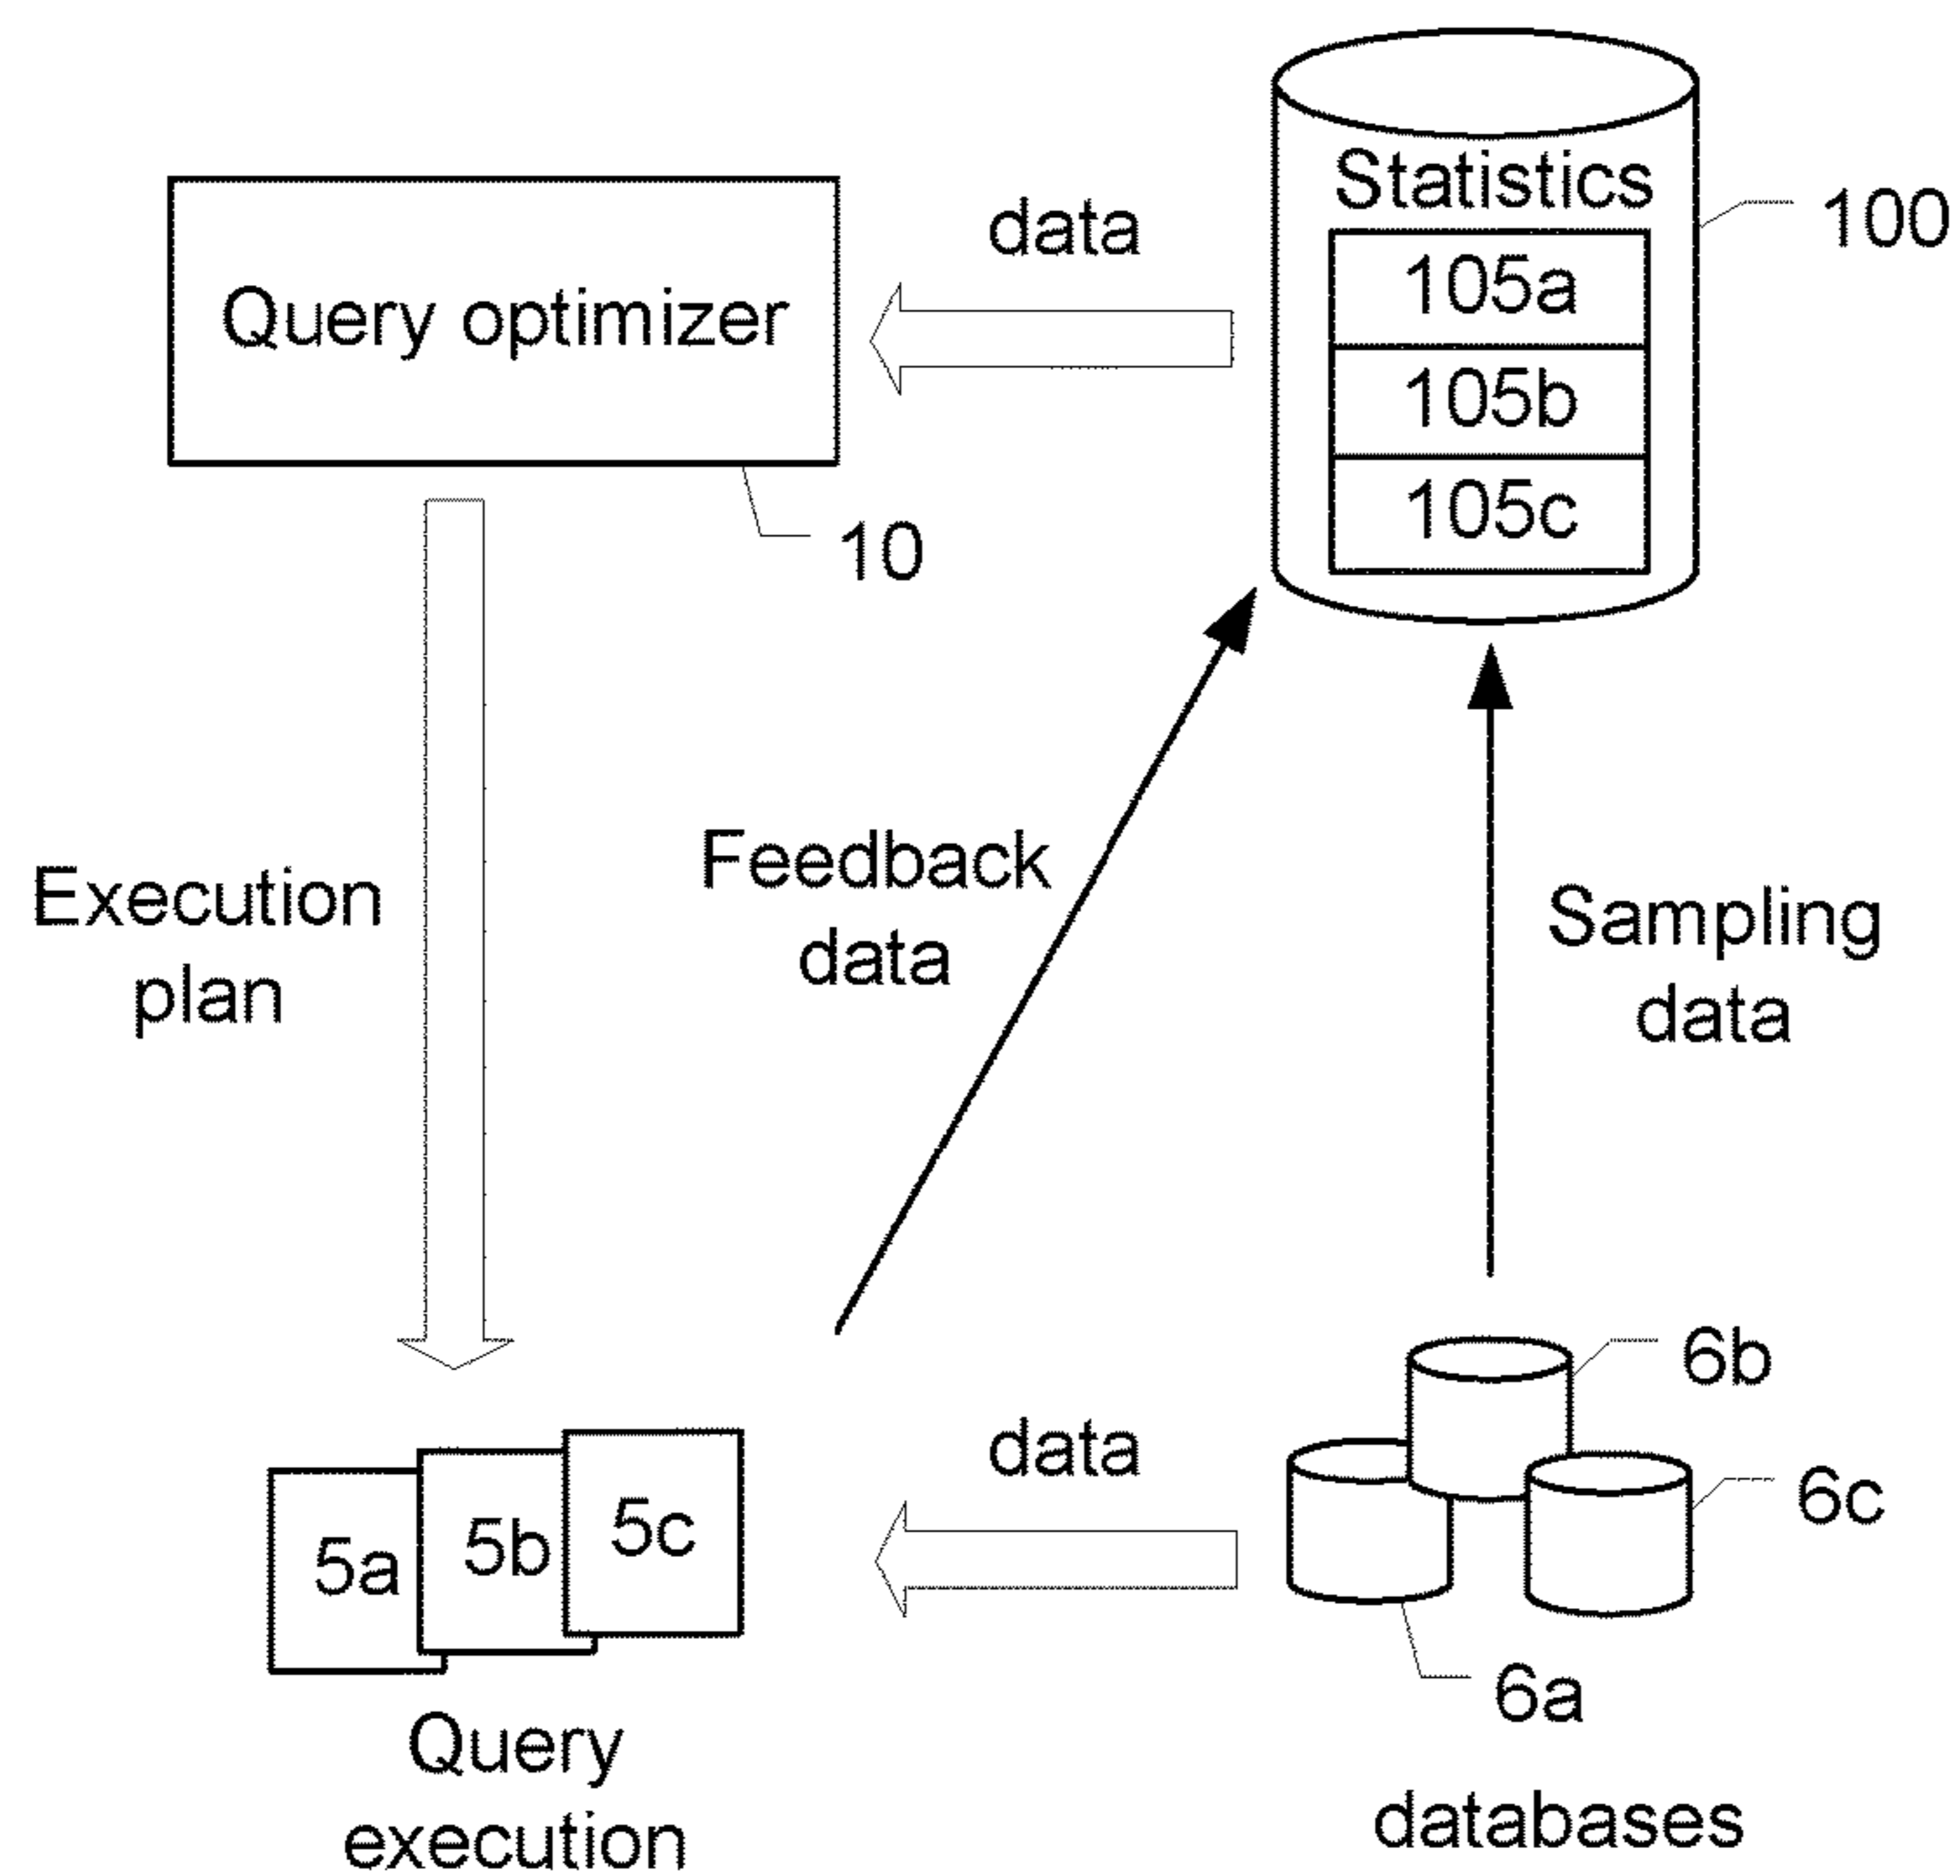 Statistics
100
data
105a
Query optimizer
105b
105c
10
Feedback
data
Execution
plan
Sampling
data
6b
data
6c
5a
5b
5c
6a
Query
execution
databases